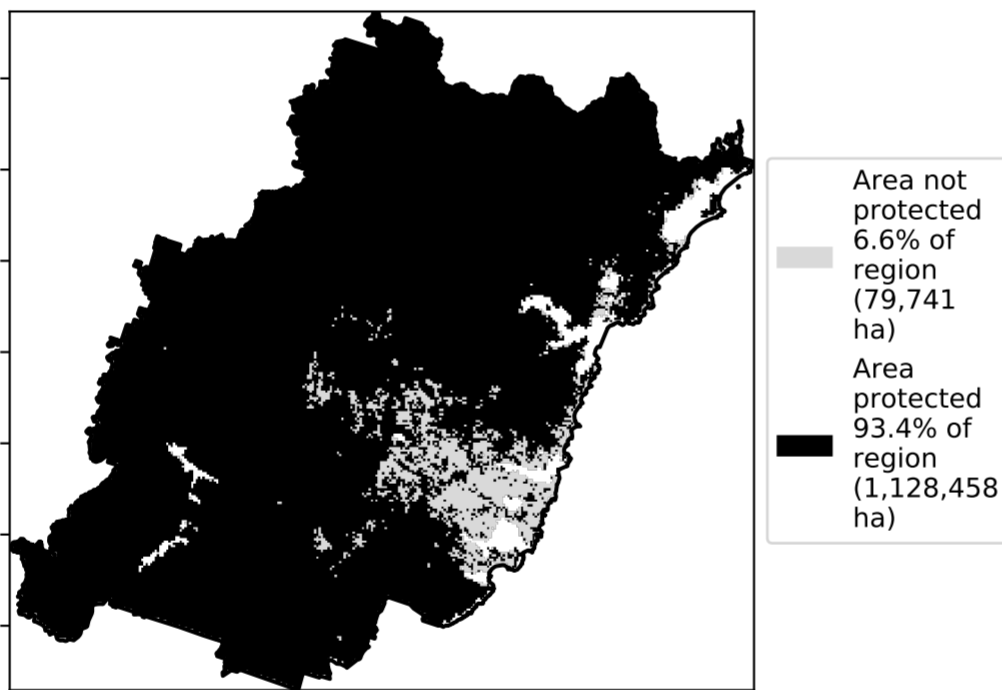 Area not
protected
6.6% of
region
(79,741
ha)
Area
protected
93.4% of
region
(1,128,458
ha)